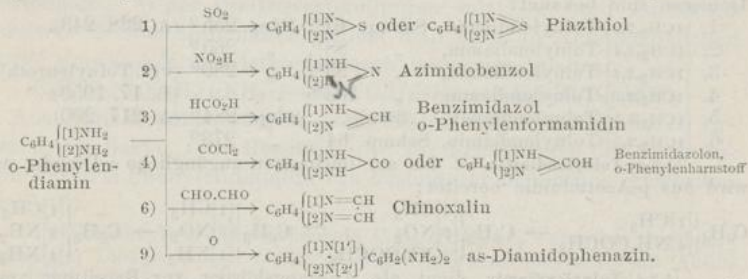 1) SO₂ C₆H₄{[1]N [2]N>S oder C₆H₄{[1]N [2]N>S Piazthiol
2) NO₂H C₆H₄{[1]NH [2]N>N Azimidobenzol
3) HCO₂H C₆H₄{[1]NH [2]N>CH Benzimidazol
o-Phenylenformamidin
C₆H₄{[1]NH₂ [2]NH₂
o-Phenylen-
diamin
4) COCl₂ C₆H₄{[1]NH [2]NH>CO oder C₆H₄{[1]NH ]2]N>COH Benzimidazolon,
o-Phenylenharnstoff
6) CHO.CHO C₆H₄{[1]N=CH [2]N=CH Chinoxalin
9) O C₆H₄{[1]N[1'] [2]N[2']}C₆H₂(NH₂)₂ as-Diamidophenazin.